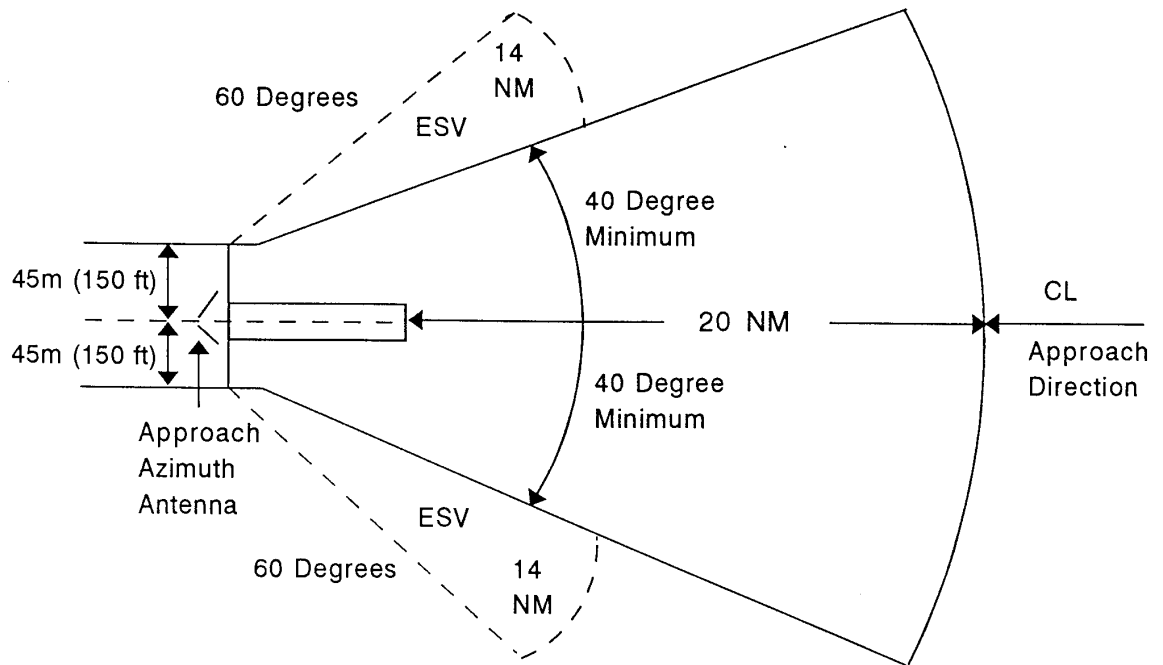 14
NM
60 Degrees
ESV
40 Degree
Minimum
45m (150 ft)
20 NM
CL
45m (150 ft)
Approach
Direction
40 Degree
Minimum
Approach
Azimuth
Antenna
ESV
60 Degrees
14
NM